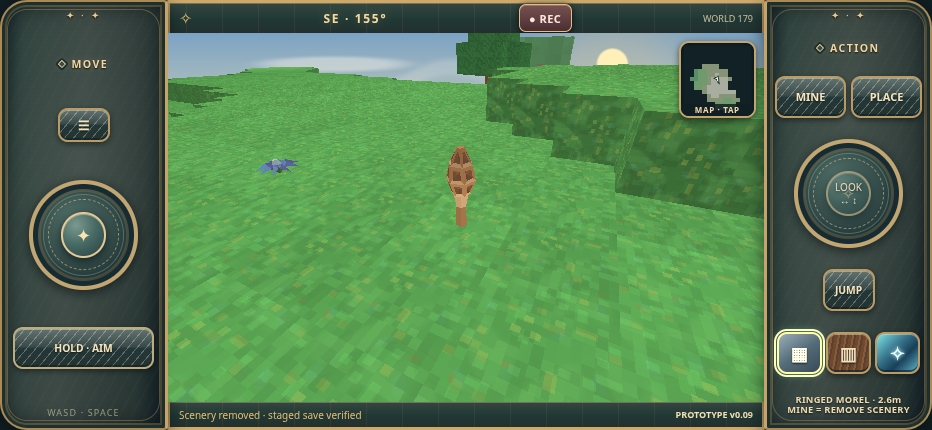 MOVE
HOLD · AIM
WASD · SPACE
SE · 155°
● REC
WORLD 179
MAP · TAP
Scenery removed · staged save verified
PROTOTYPE v0.09
ACTION
MINE
PLACE
LOOK
JUMP
RINGED MOREL · 2.6m
MINE = REMOVE SCENERY